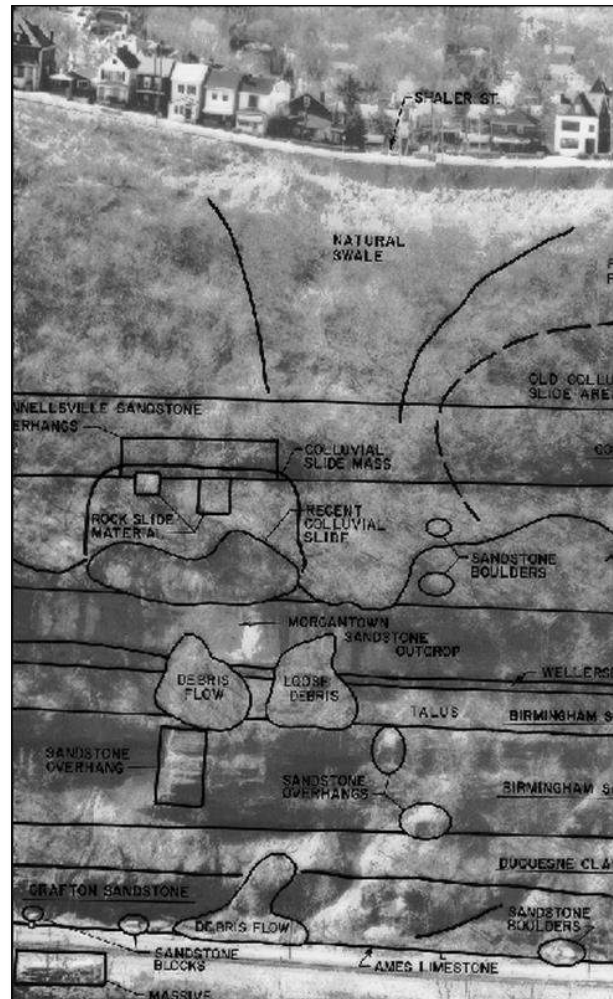 SHALER ST.
NATURAL
SWALE
OLD COLLU
SLIDE ARE
NNELLSVILLE SANDSTONE
ERHANGS
CO
COLLUVIAL
SLIDE MASS
ROCK SLIDE
MATERIAL
RECENT
COLLUVIAL
SLIDE
SANDSTONE
BOULDERS
MORGANTOWN
SANDSTONE
OUTCROP
WELLERS
DEBRIS
FLOW
LOOSE
DEBRIS
TALUS
BIRMINGHAM S
SANDSTONE
OVERHANG
SANDSTONE
OVERHANGS
BIRMINGHAM S
DUQUESNE CLA
GRAFTON SANDSTONE
DEBRIS FLOW
SANDSTONE
BOULDERS
SANDSTONE
BLOCKS
AMES LIMESTONE
MASSIVE